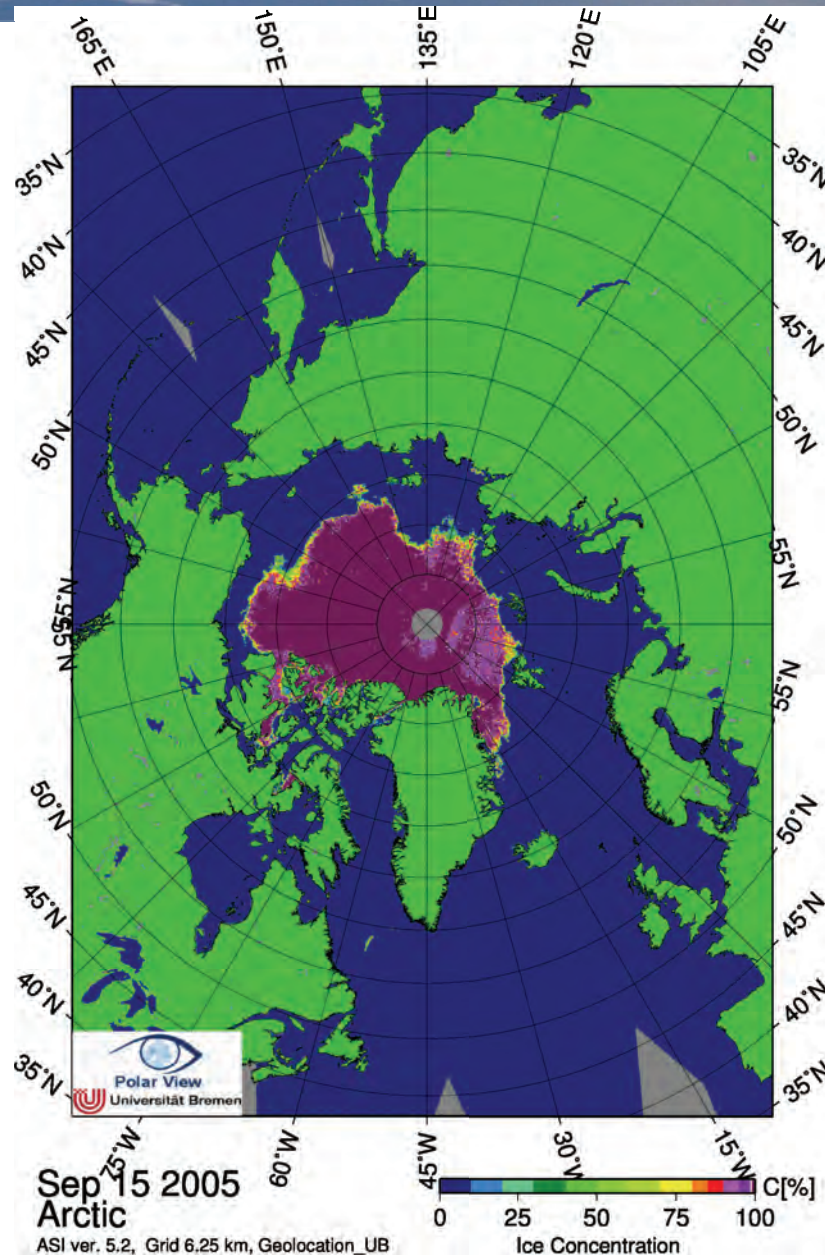 165°E
150°E
135°E
120°E
105°E
35°N
40°N
45°N
50°N
55°N
35°N
40°N
45°N
50°N
55°N
55°N
50°N
45°N
40°N
35°N
50°N
45°N
40°N
35°N
Polar View
Universität Bremen
75°W
60°W
45°W
30°W
15°W
Sep 15 2005
Arctic
ASI ver. 5.2, Grid 6.25 km, Geolocation_UB
C[%]
0 25 50 75 100
Ice Concentration